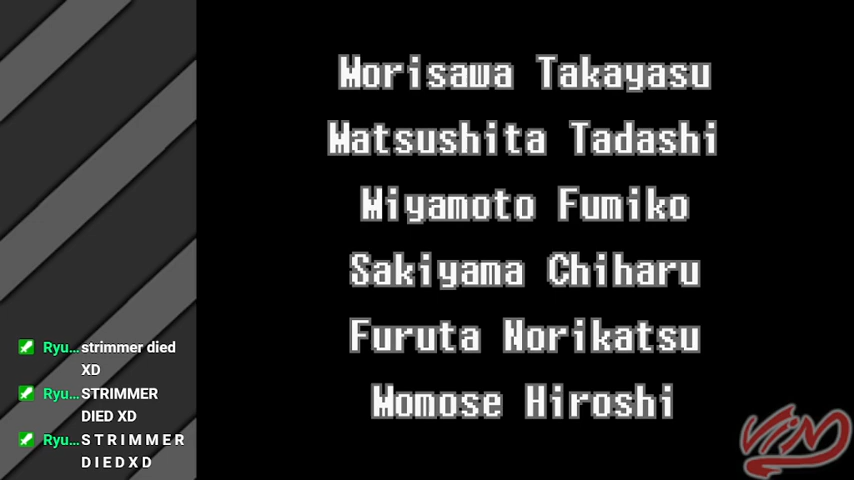 Morisawa Takayasu
Matsushita Tadashi
Miyamoto Fumiko
Sakiyama Chiharu
Furuta Norikatsu
Momose Hiroshi
Ryu... strimmer died
XD
Ryu... STRIMMER
DIED XD
Ryu... S T R I M M E R
D I E D X D
VIM